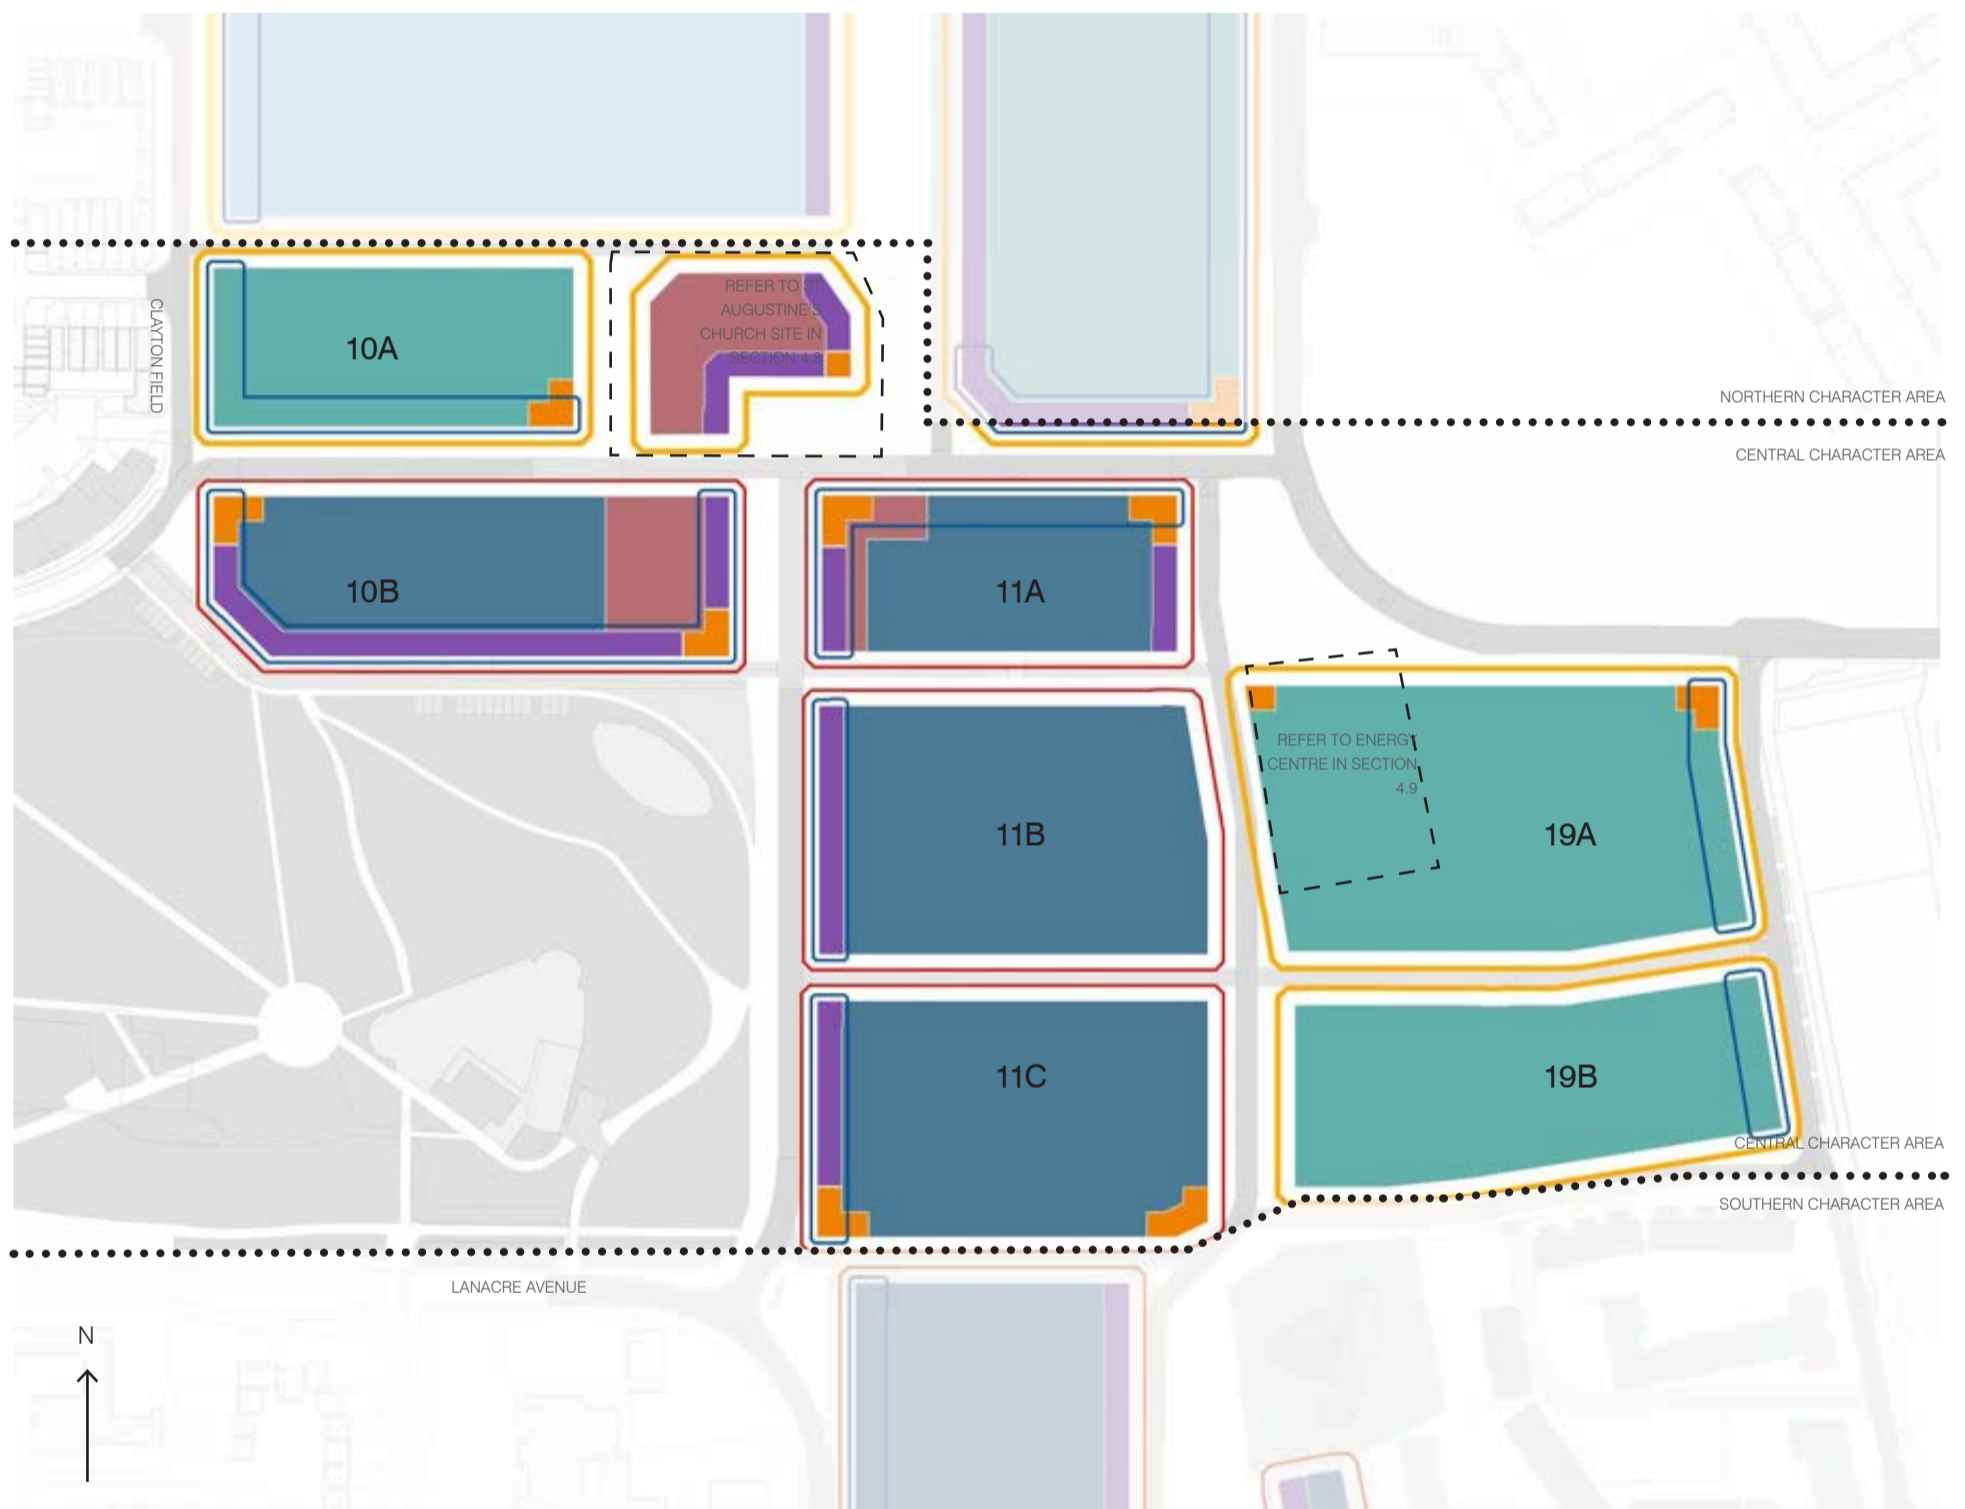 REFER TO ST
AUGUSTINE'S
CHURCH SITE IN
SECTION 4.8
10A
CLAYTON FIELD
NORTHERN CHARACTER AREA
CENTRAL CHARACTER AREA
10B
11A
REFER TO ENERGY
CENTRE IN SECTION
4.9
11B
19A
11C
19B
CENTRAL CHARACTER AREA
SOUTHERN CHARACTER AREA
LANACRE AVENUE
N